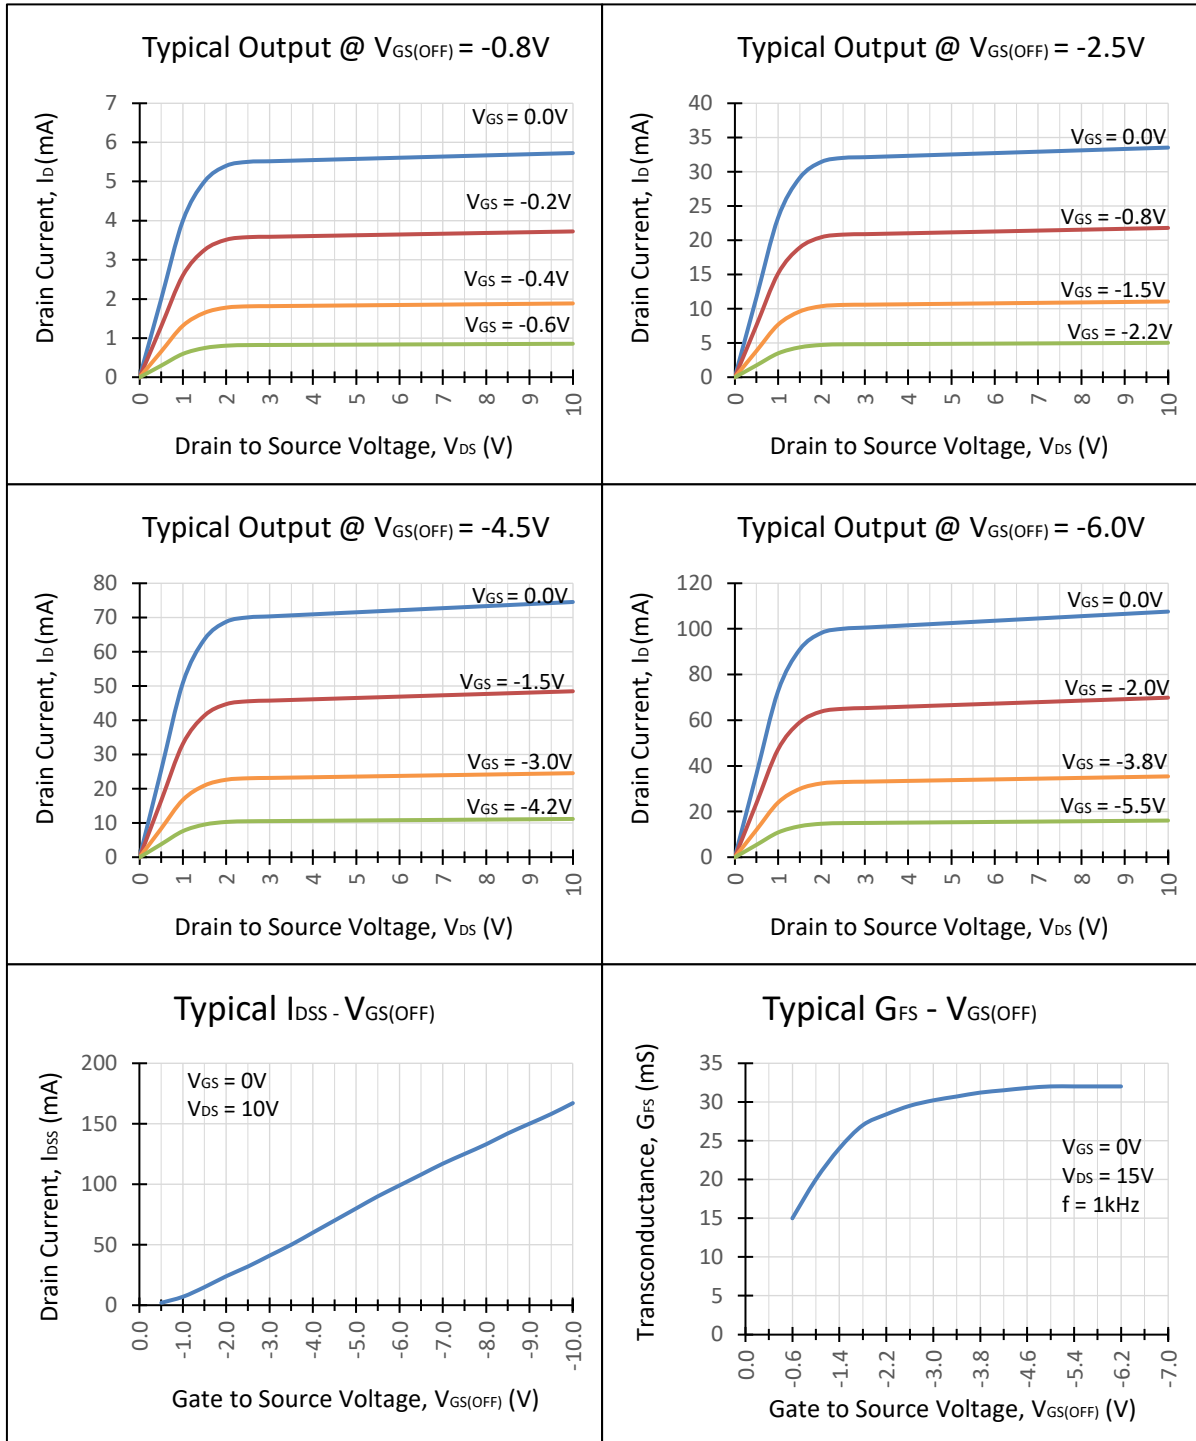 Typical Output @ VGS(OFF) = -0.8V
Drain Current, ID(mA)
7
6
5
4
3
2
1
0
VGS = 0.0V
VGS = -0.2V
VGS = -0.4V
VGS = -0.6V
0 1 2 3 4 5 6 7 8 9 10
Drain to Source Voltage, VDS (V)
Typical Output @ VGS(OFF) = -2.5V
Drain Current, ID(mA)
40
35
30
25
20
15
10
5
0
VGS = 0.0V
VGS = -0.8V
VGS = -1.5V
VGS = -2.2V
0 1 2 3 4 5 6 7 8 9 10
Drain to Source Voltage, VDS (V)
Typical Output @ VGS(OFF) = -4.5V
Drain Current, ID(mA)
80
70
60
50
40
30
20
10
0
VGS = 0.0V
VGS = -1.5V
VGS = -3.0V
VGS = -4.2V
0 1 2 3 4 5 6 7 8 9 10
Drain to Source Voltage, VDS (V)
Typical Output @ VGS(OFF) = -6.0V
Drain Current, ID(mA)
120
100
80
60
40
20
0
VGS = 0.0V
VGS = -2.0V
VGS = -3.8V
VGS = -5.5V
0 1 2 3 4 5 6 7 8 9 10
Drain to Source Voltage, VDS (V)
Typical IDSS - VGS(OFF)
Drain Current, IDSS (mA)
200
150
100
50
0
VGS = 0V
VDS = 10V
0.0 -1.0 -2.0 -3.0 -4.0 -5.0 -6.0 -7.0 -8.0 -9.0 -10.0
Gate to Source Voltage, VGS(OFF) (V)
Typical GFS - VGS(OFF)
Transconductance, GFS (mS)
35
30
25
20
15
10
5
0
VGS = 0V
VDS = 15V
f = 1kHz
0.0 -0.6 -1.4 -2.2 -3.0 -3.8 -4.6 -5.4 -6.2 -7.0
Gate to Source Voltage, VGS(OFF) (V)